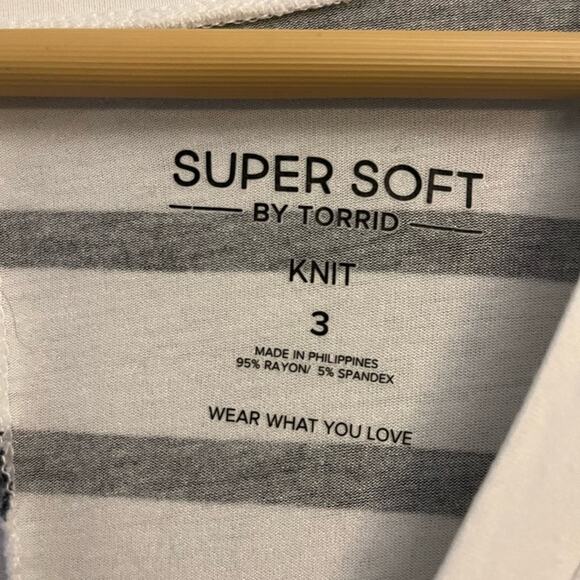 SUPER SOFT
BY TORRID
KNIT
3
MADE IN PHILIPPINES
95% RAYON/ 5% SPANDEX
WEAR WHAT YOU LOVE